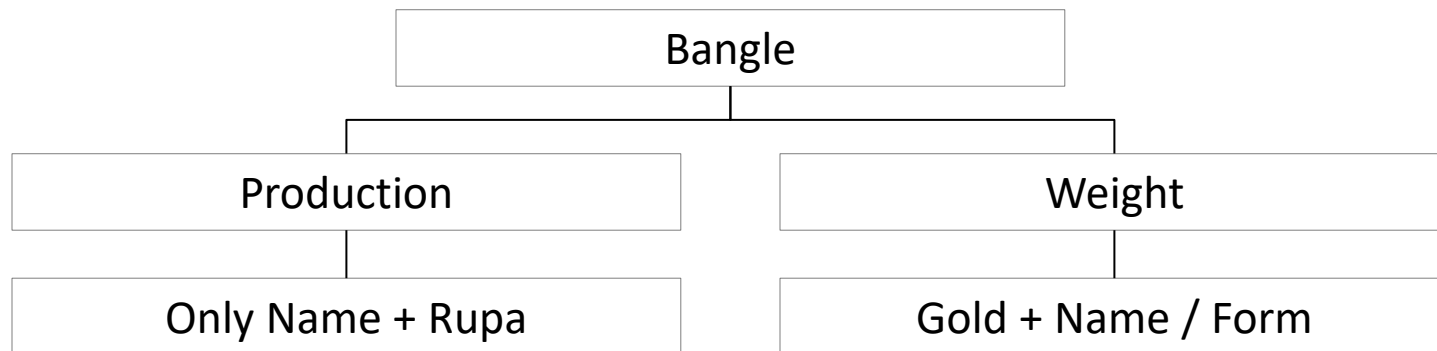 Bangle
Production
Weight
Only Name + Rupa
Gold + Name / Form